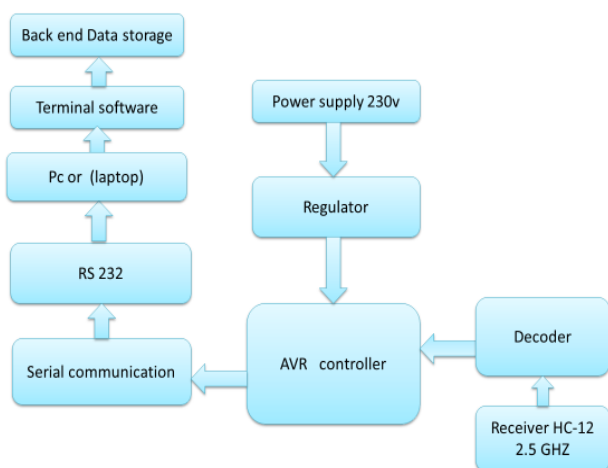 Back end Data storage
Terminal software
Power supply 230v
Pc or (laptop)
Regulator
RS 232
Decoder
AVR controller
Serial communication
Receiver HC-12
2.5 GHZ